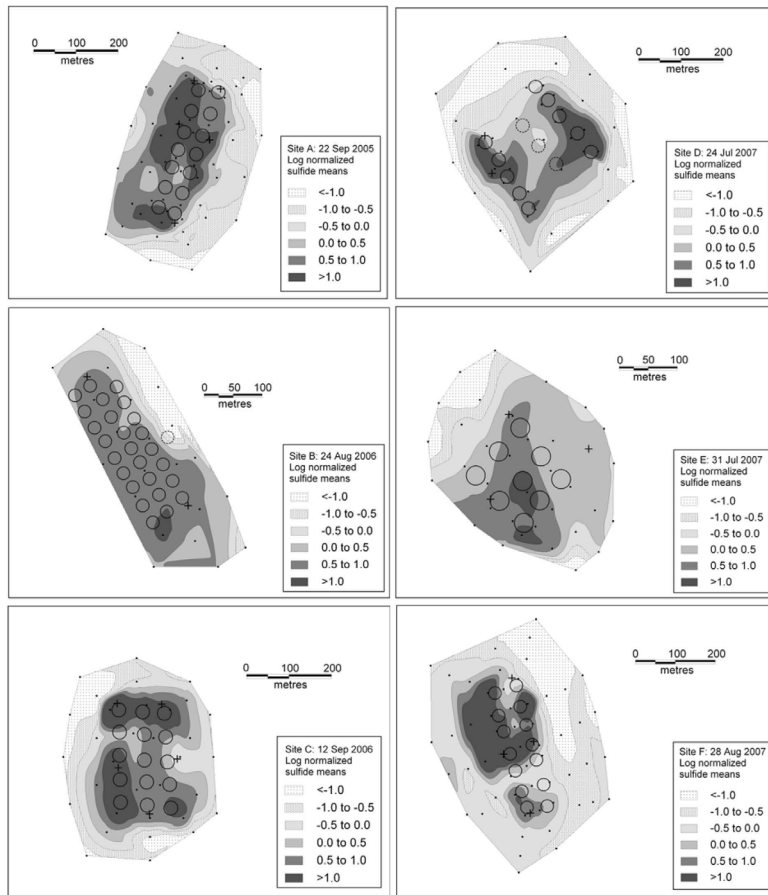 0 100 200
metres
Site A: 22 Sep 2005
Log normalized
sulfide means
<-1.0
-1.0 to -0.5
-0.5 to 0.0
0.0 to 0.5
0.5 to 1.0
>1.0
0 100 200
metres
Site D: 24 Jul 2007
Log normalized
sulfide means
<-1.0
-1.0 to -0.5
-0.5 to 0.0
0.0 to 0.5
0.5 to 1.0
>1.0
0 50 100
metres
Site B: 24 Aug 2006
Log normalized
sulfide means
<-1.0
-1.0 to -0.5
-0.5 to 0.0
0.0 to 0.5
0.5 to 1.0
>1.0
0 50 100
metres
Site E: 31 Jul 2007
Log normalized
sulfide means
<-1.0
-1.0 to -0.5
-0.5 to 0.0
0.0 to 0.5
0.5 to 1.0
>1.0
0 100 200
metres
Site C: 12 Sep 2006
Log normalized
sulfide means
<-1.0
-1.0 to -0.5
-0.5 to 0.0
0.0 to 0.5
0.5 to 1.0
>1.0
0 100 200
metres
Site F: 28 Aug 2007
Log normalized
sulfide means
<-1.0
-1.0 to -0.5
-0.5 to 0.0
0.0 to 0.5
0.5 to 1.0
>1.0